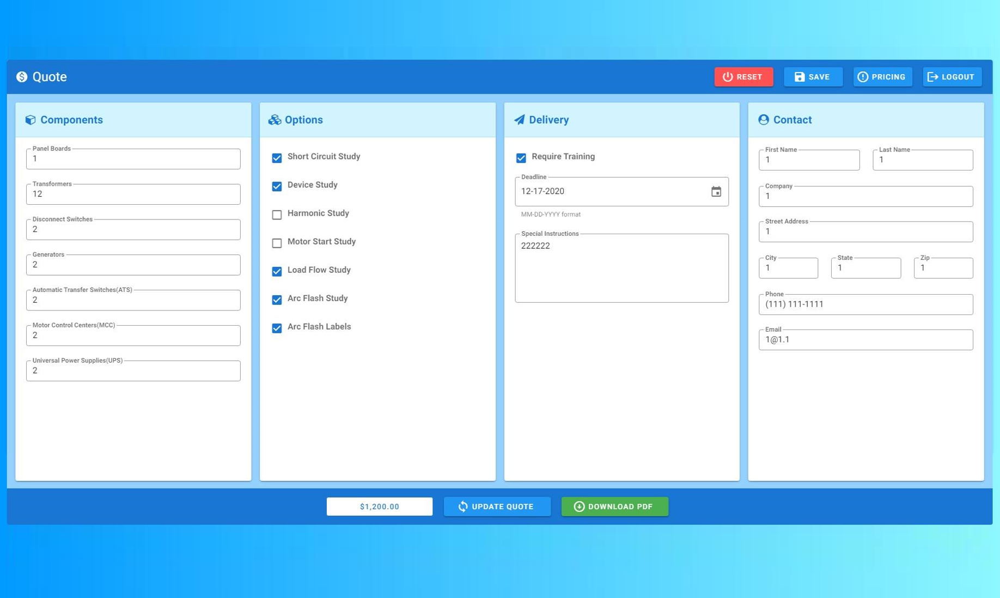 Quote
RESET
SAVE
PRICING
LOGOUT
Components
Panel Boards
1
Transformers
12
Disconnect Switches
2
Generators
2
Automatic Transfer Switches(ATS)
2
Motor Control Centers(MCC)
2
Universal Power Supplies(UPS)
2
Options
Short Circuit Study
Device Study
Harmonic Study
Motor Start Study
Load Flow Study
Arc Flash Study
Arc Flash Labels
Delivery
Require Training
Deadline
12-17-2020
MM-DD-YYYY format
Special Instructions
222222
Contact
First Name
1
Last Name
1
Company
1
Street Address
1
City
1
State
1
Zip
1
Phone
(111) 111-1111
Email
1@1.1
$1,200.00
UPDATE QUOTE
DOWNLOAD PDF